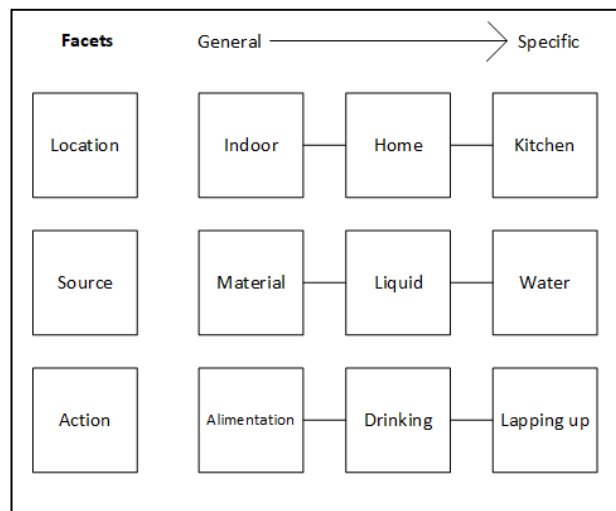 Facets General Specific
Location Indoor Home Kitchen
Source Material Liquid Water
Action Alimentation Drinking Lapping up